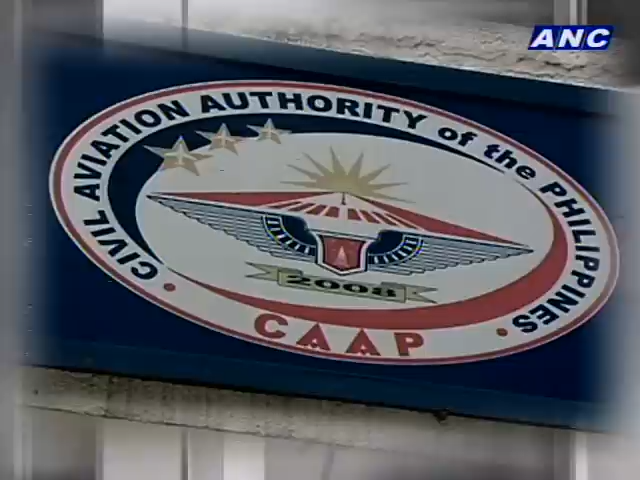 ANC
CIVIL AVIATION AUTHORITY of the PHILIPPINES
2008
CAAP